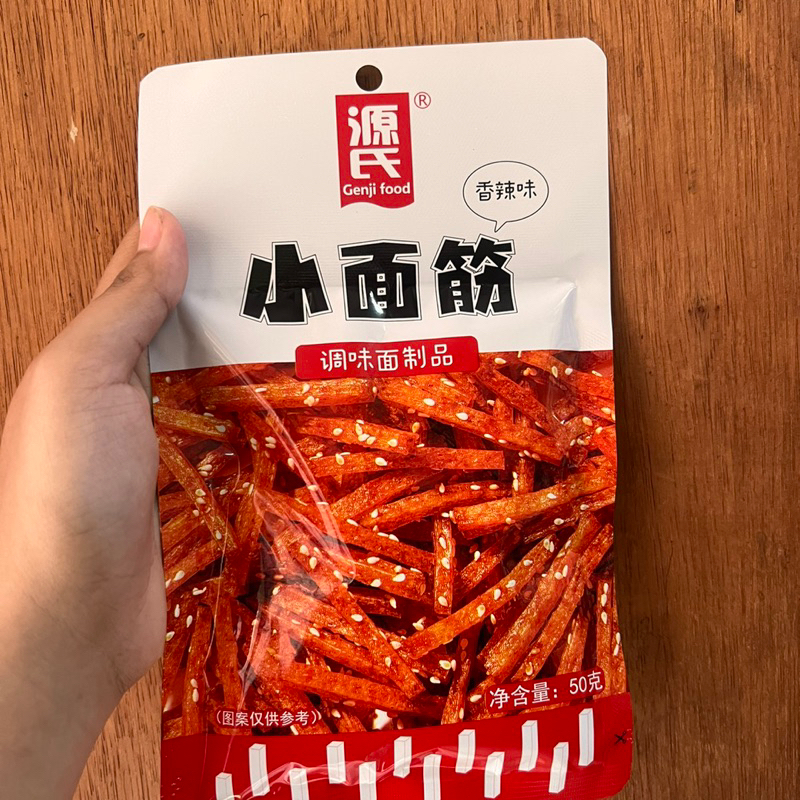 源氏
®
Genji food
香辣味
小面筋
调味面制品
净含量：50克
（图案仅供参考）